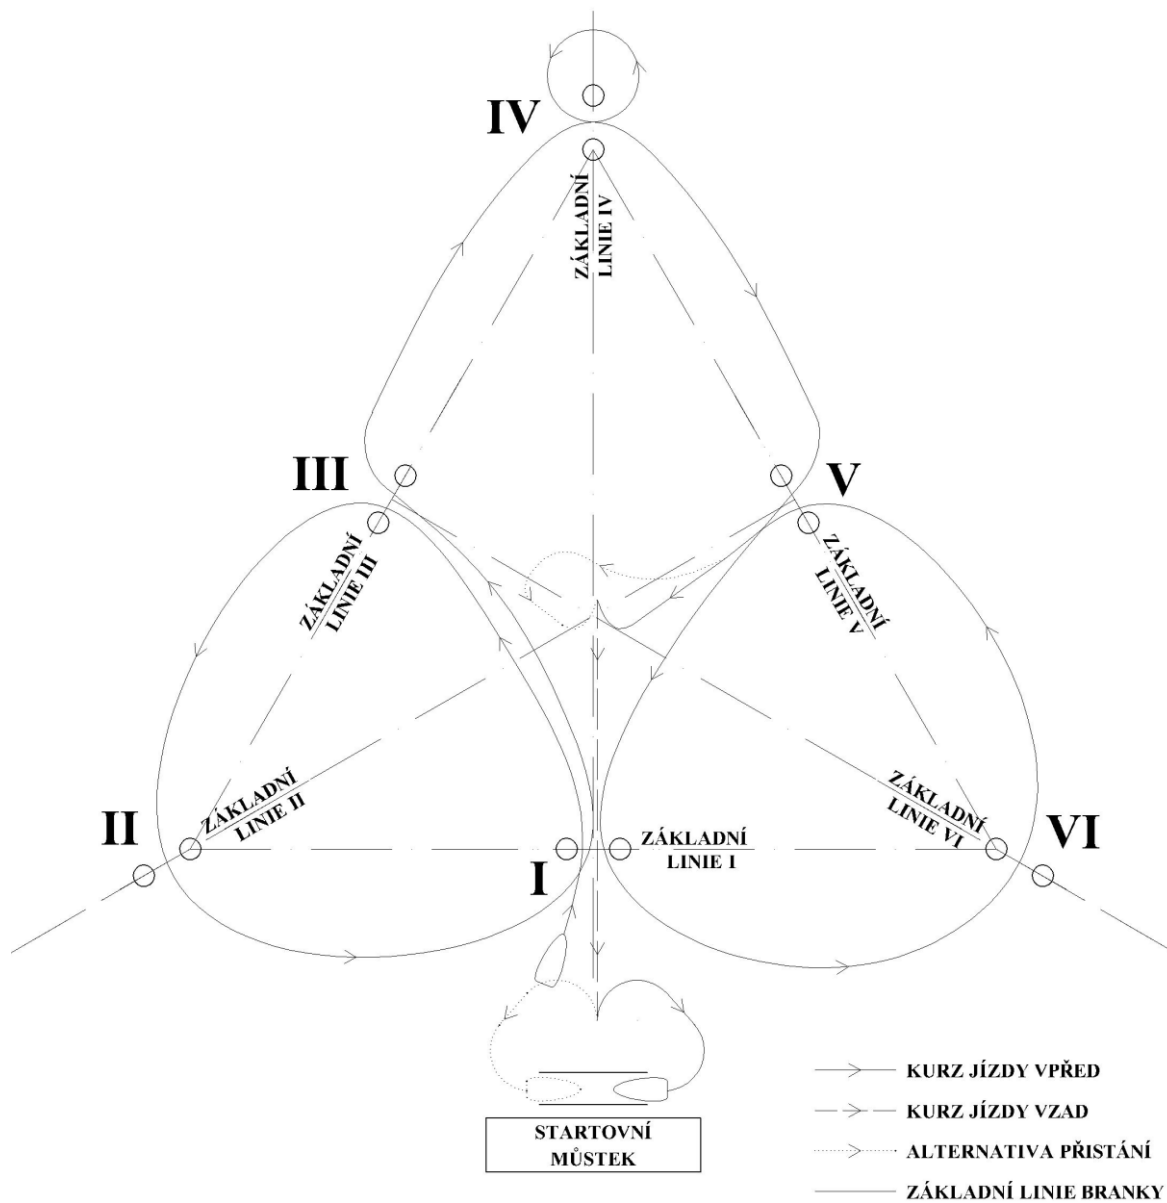 IV
ZÁKLADNÍ
LINIE IV
III
V
ZÁKLADNÍ
LINIE III
ZÁKLADNÍ
LINIE V
II
ZÁKLADNÍ
LINIE II
I
ZÁKLADNÍ
LINIE I
ZÁKLADNÍ
LINIE VI
VI
KURZ JÍZDY VPŘED
KURZ JÍZDY VZAD
ALTERNATIVA PŘISTÁNÍ
ZÁKLADNÍ LINIE BRANKY
STARTOVNÍ
MŮSTEK